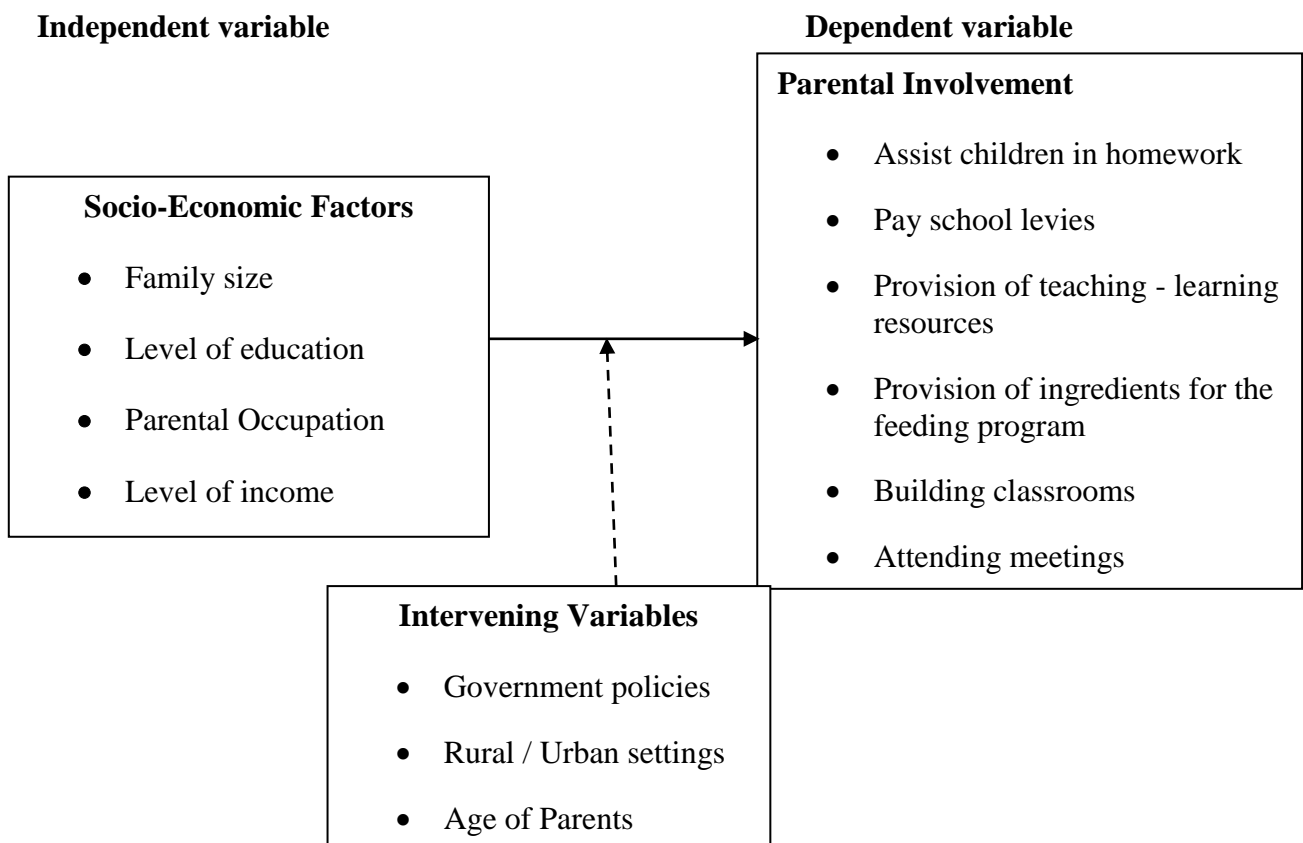 Independent variable
Dependent variable
Socio-Economic Factors
• Family size
• Level of education
• Parental Occupation
• Level of income
Parental Involvement
• Assist children in homework
• Pay school levies
• Provision of teaching - learning
resources
• Provision of ingredients for the
feeding program
• Building classrooms
• Attending meetings
Intervening Variables
• Government policies
• Rural / Urban settings
• Age of Parents